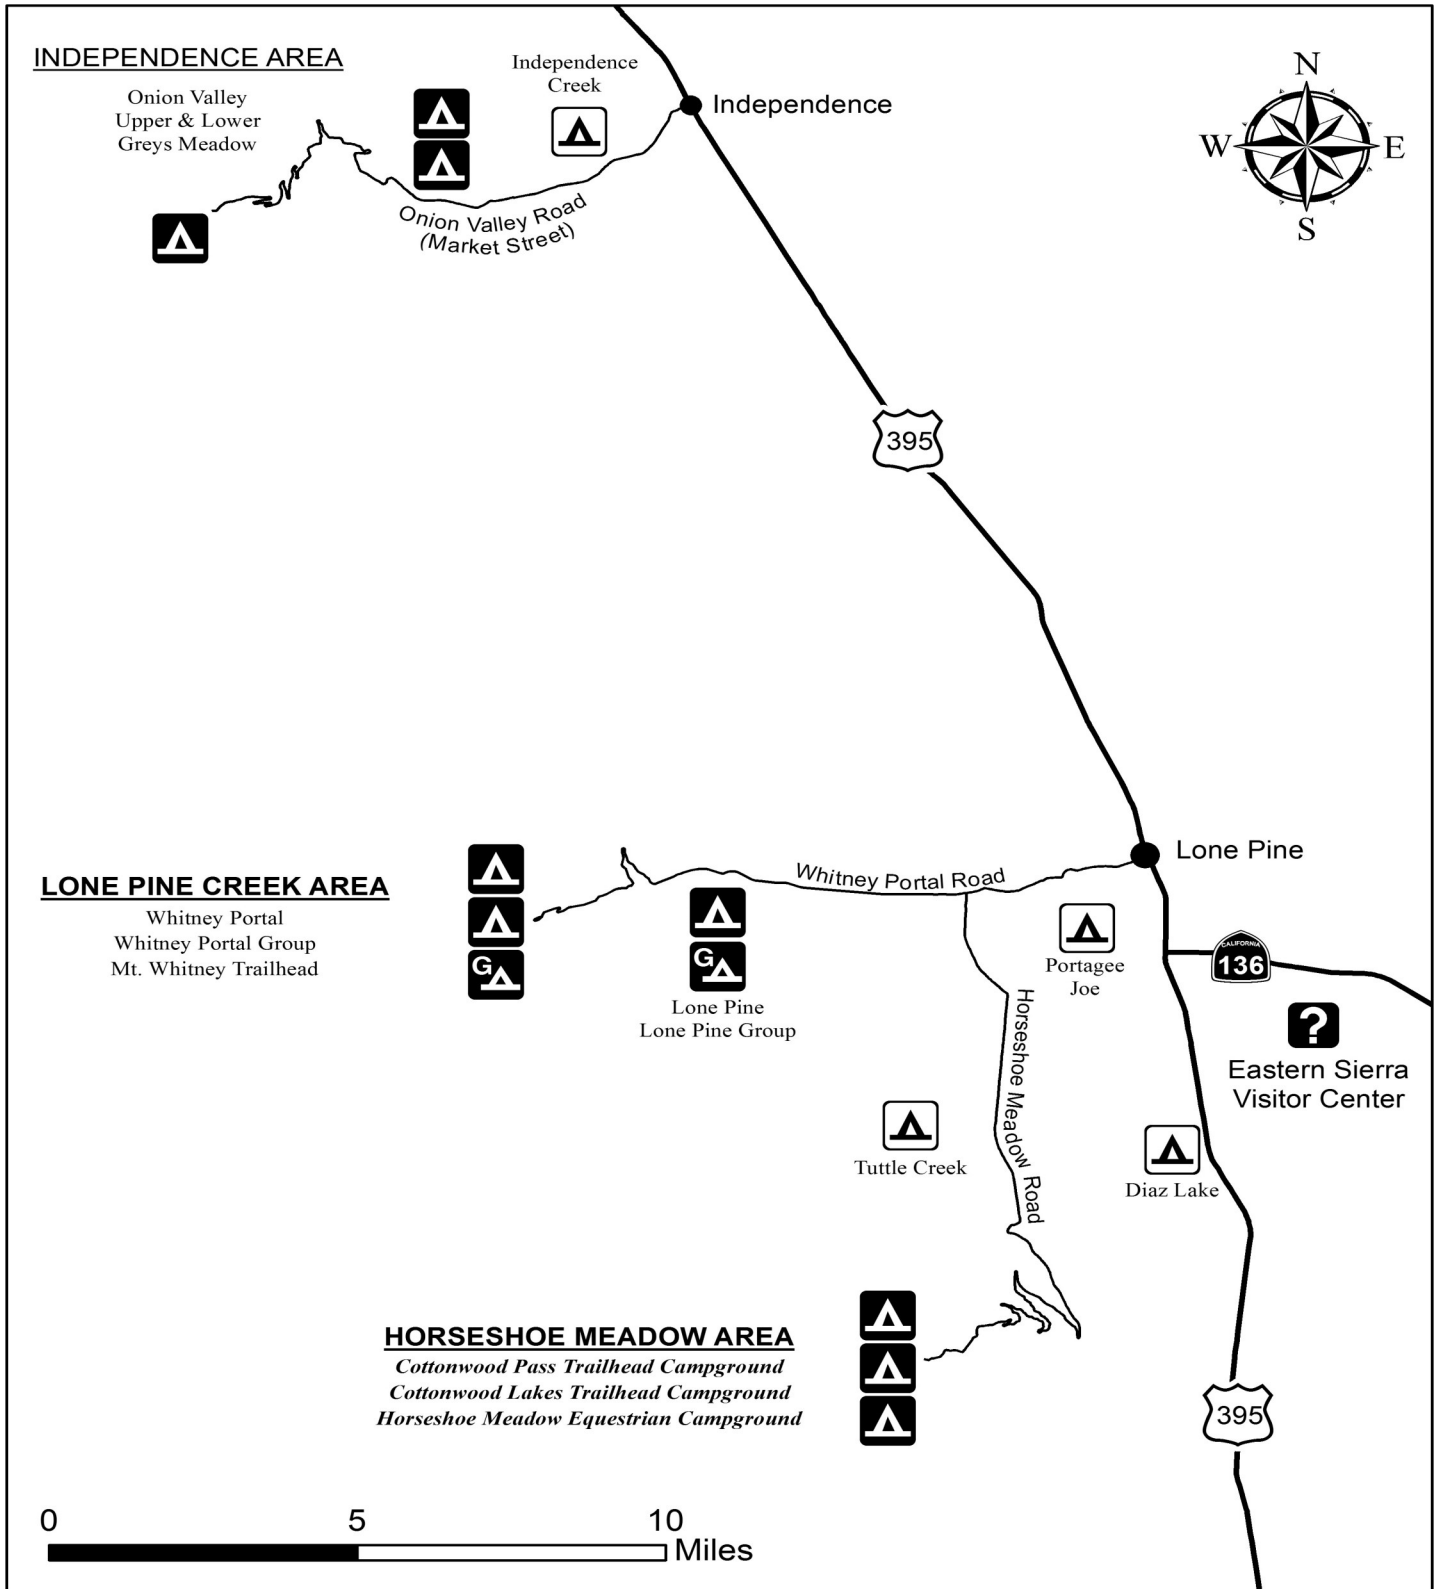 INDEPENDENCE AREA
Onion Valley
Upper & Lower
Greys Meadow
Independence
Creek
Independence
N
W
E
S
Onion Valley Road
(Market Street)
395
Lone Pine
Whitney Portal Road
LONE PINE CREEK AREA
Whitney Portal
Whitney Portal Group
Mt. Whitney Trailhead
G
G
Lone Pine
Lone Pine Group
Portagee
Joe
CALIFORNIA
136
?
Eastern Sierra
Visitor Center
Horseshoe Meadow Road
Tuttle Creek
Diaz Lake
HORSESHOE MEADOW AREA
Cottonwood Pass Trailhead Campground
Cottonwood Lakes Trailhead Campground
Horseshoe Meadow Equestrian Campground
395
0 5 10
Miles